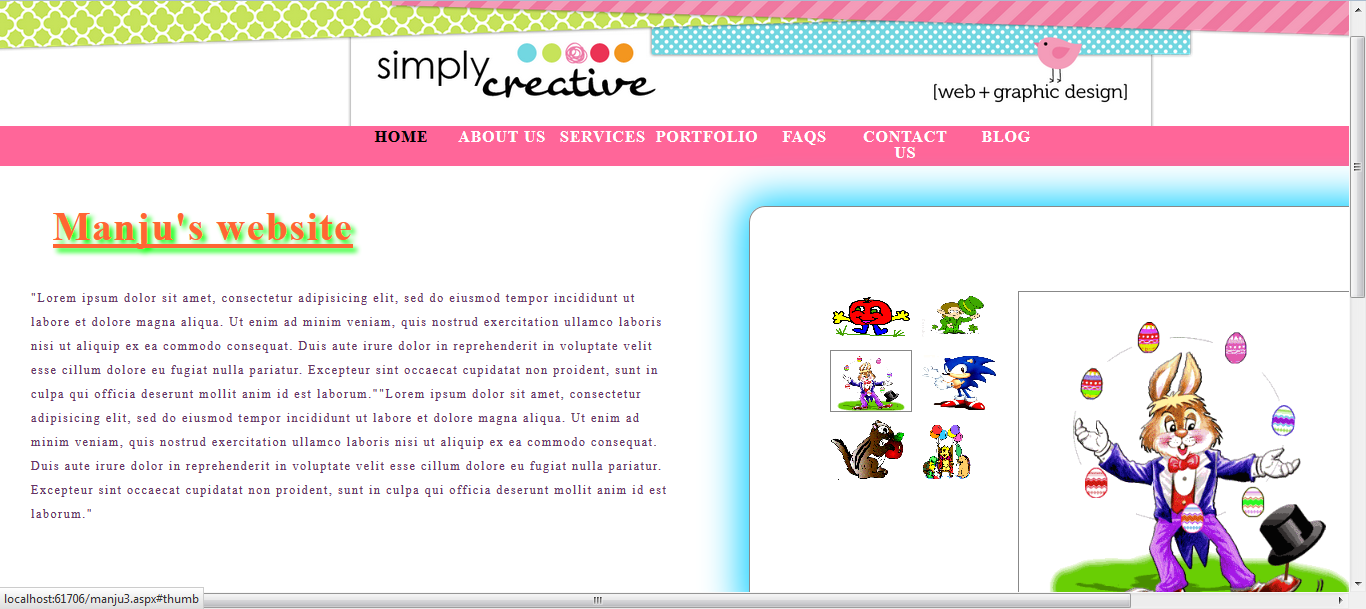 simply
creative
[web + graphic design]
HOME ABOUT US SERVICES PORTFOLIO FAQS CONTACT US BLOG
Manju's website
"Lorem ipsum dolor sit amet, consectetur adipisicing elit, sed do eiusmod tempor incididunt ut
labore et dolore magna aliqua. Ut enim ad minim veniam, quis nostrud exercitation ullamco laboris
nisi ut aliquip ex ea commodo consequat. Duis aute irure dolor in reprehenderit in voluptate velit
esse cillum dolore eu fugiat nulla pariatur. Excepteur sint occaecat cupidatat non proident, sunt in
culpa qui officia deserunt mollit anim id est laborum.""Lorem ipsum dolor sit amet, consectetur
adipisicing elit, sed do eiusmod tempor incididunt ut labore et dolore magna aliqua. Ut enim ad
minim veniam, quis nostrud exercitation ullamco laboris nisi ut aliquip ex ea commodo consequat.
Duis aute irure dolor in reprehenderit in voluptate velit esse cillum dolore eu fugiat nulla pariatur.
Excepteur sint occaecat cupidatat non proident, sunt in culpa qui officia deserunt mollit anim id est
laborum."
localhost:61706/manju3.aspx#thumb